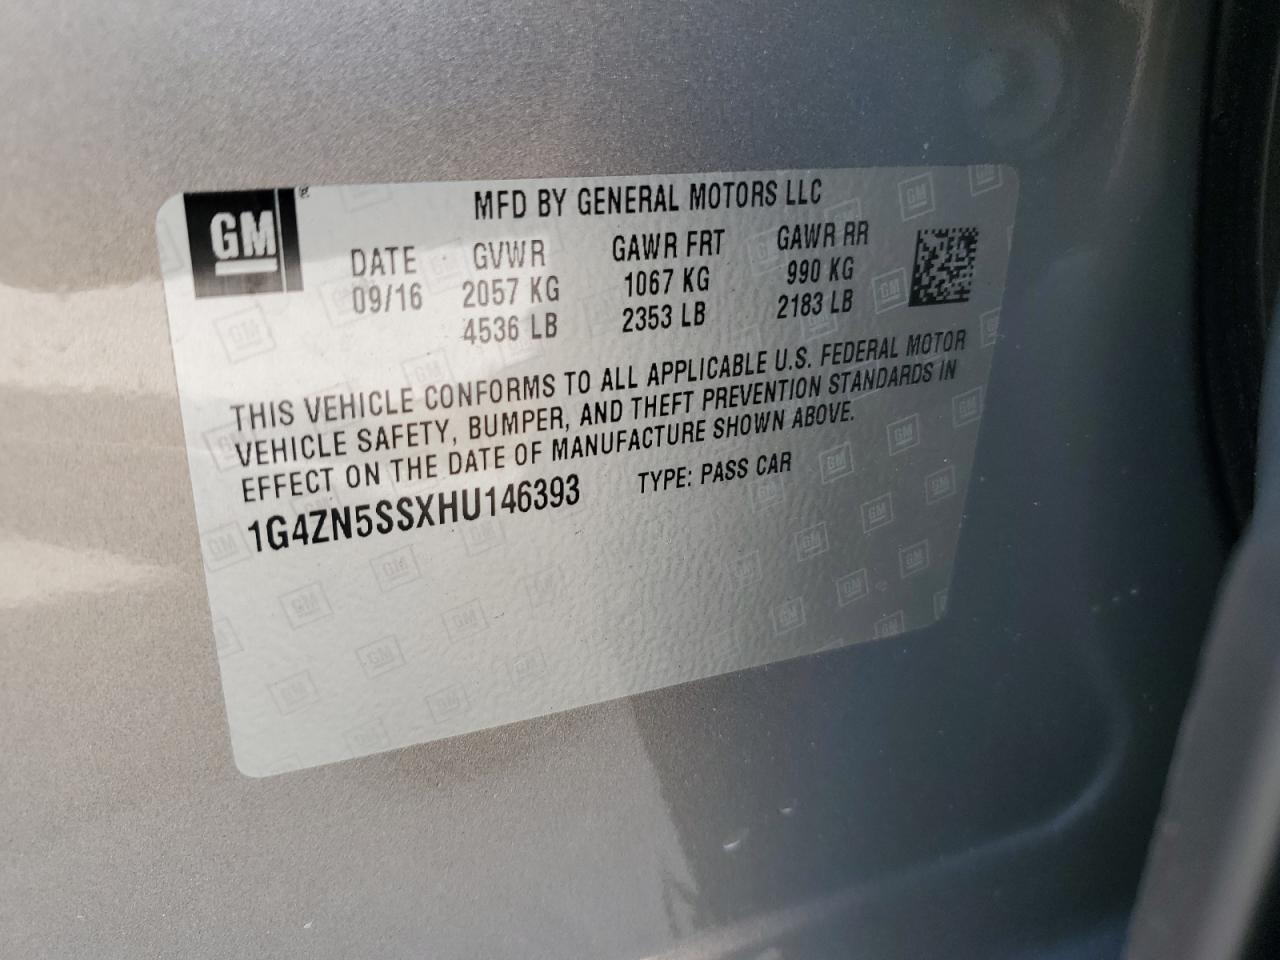 GM
MFD BY GENERAL MOTORS LLC
DATE GVWR GAWR FRT GAWR RR
09/16 2057 KG 1067 KG 990 KG
4536 LB 2353 LB 2183 LB
THIS VEHICLE CONFORMS TO ALL APPLICABLE U.S. FEDERAL MOTOR
VEHICLE SAFETY, BUMPER, AND THEFT PREVENTION STANDARDS IN
EFFECT ON THE DATE OF MANUFACTURE SHOWN ABOVE.
1G4ZN5SSXHU146393 TYPE: PASS CAR